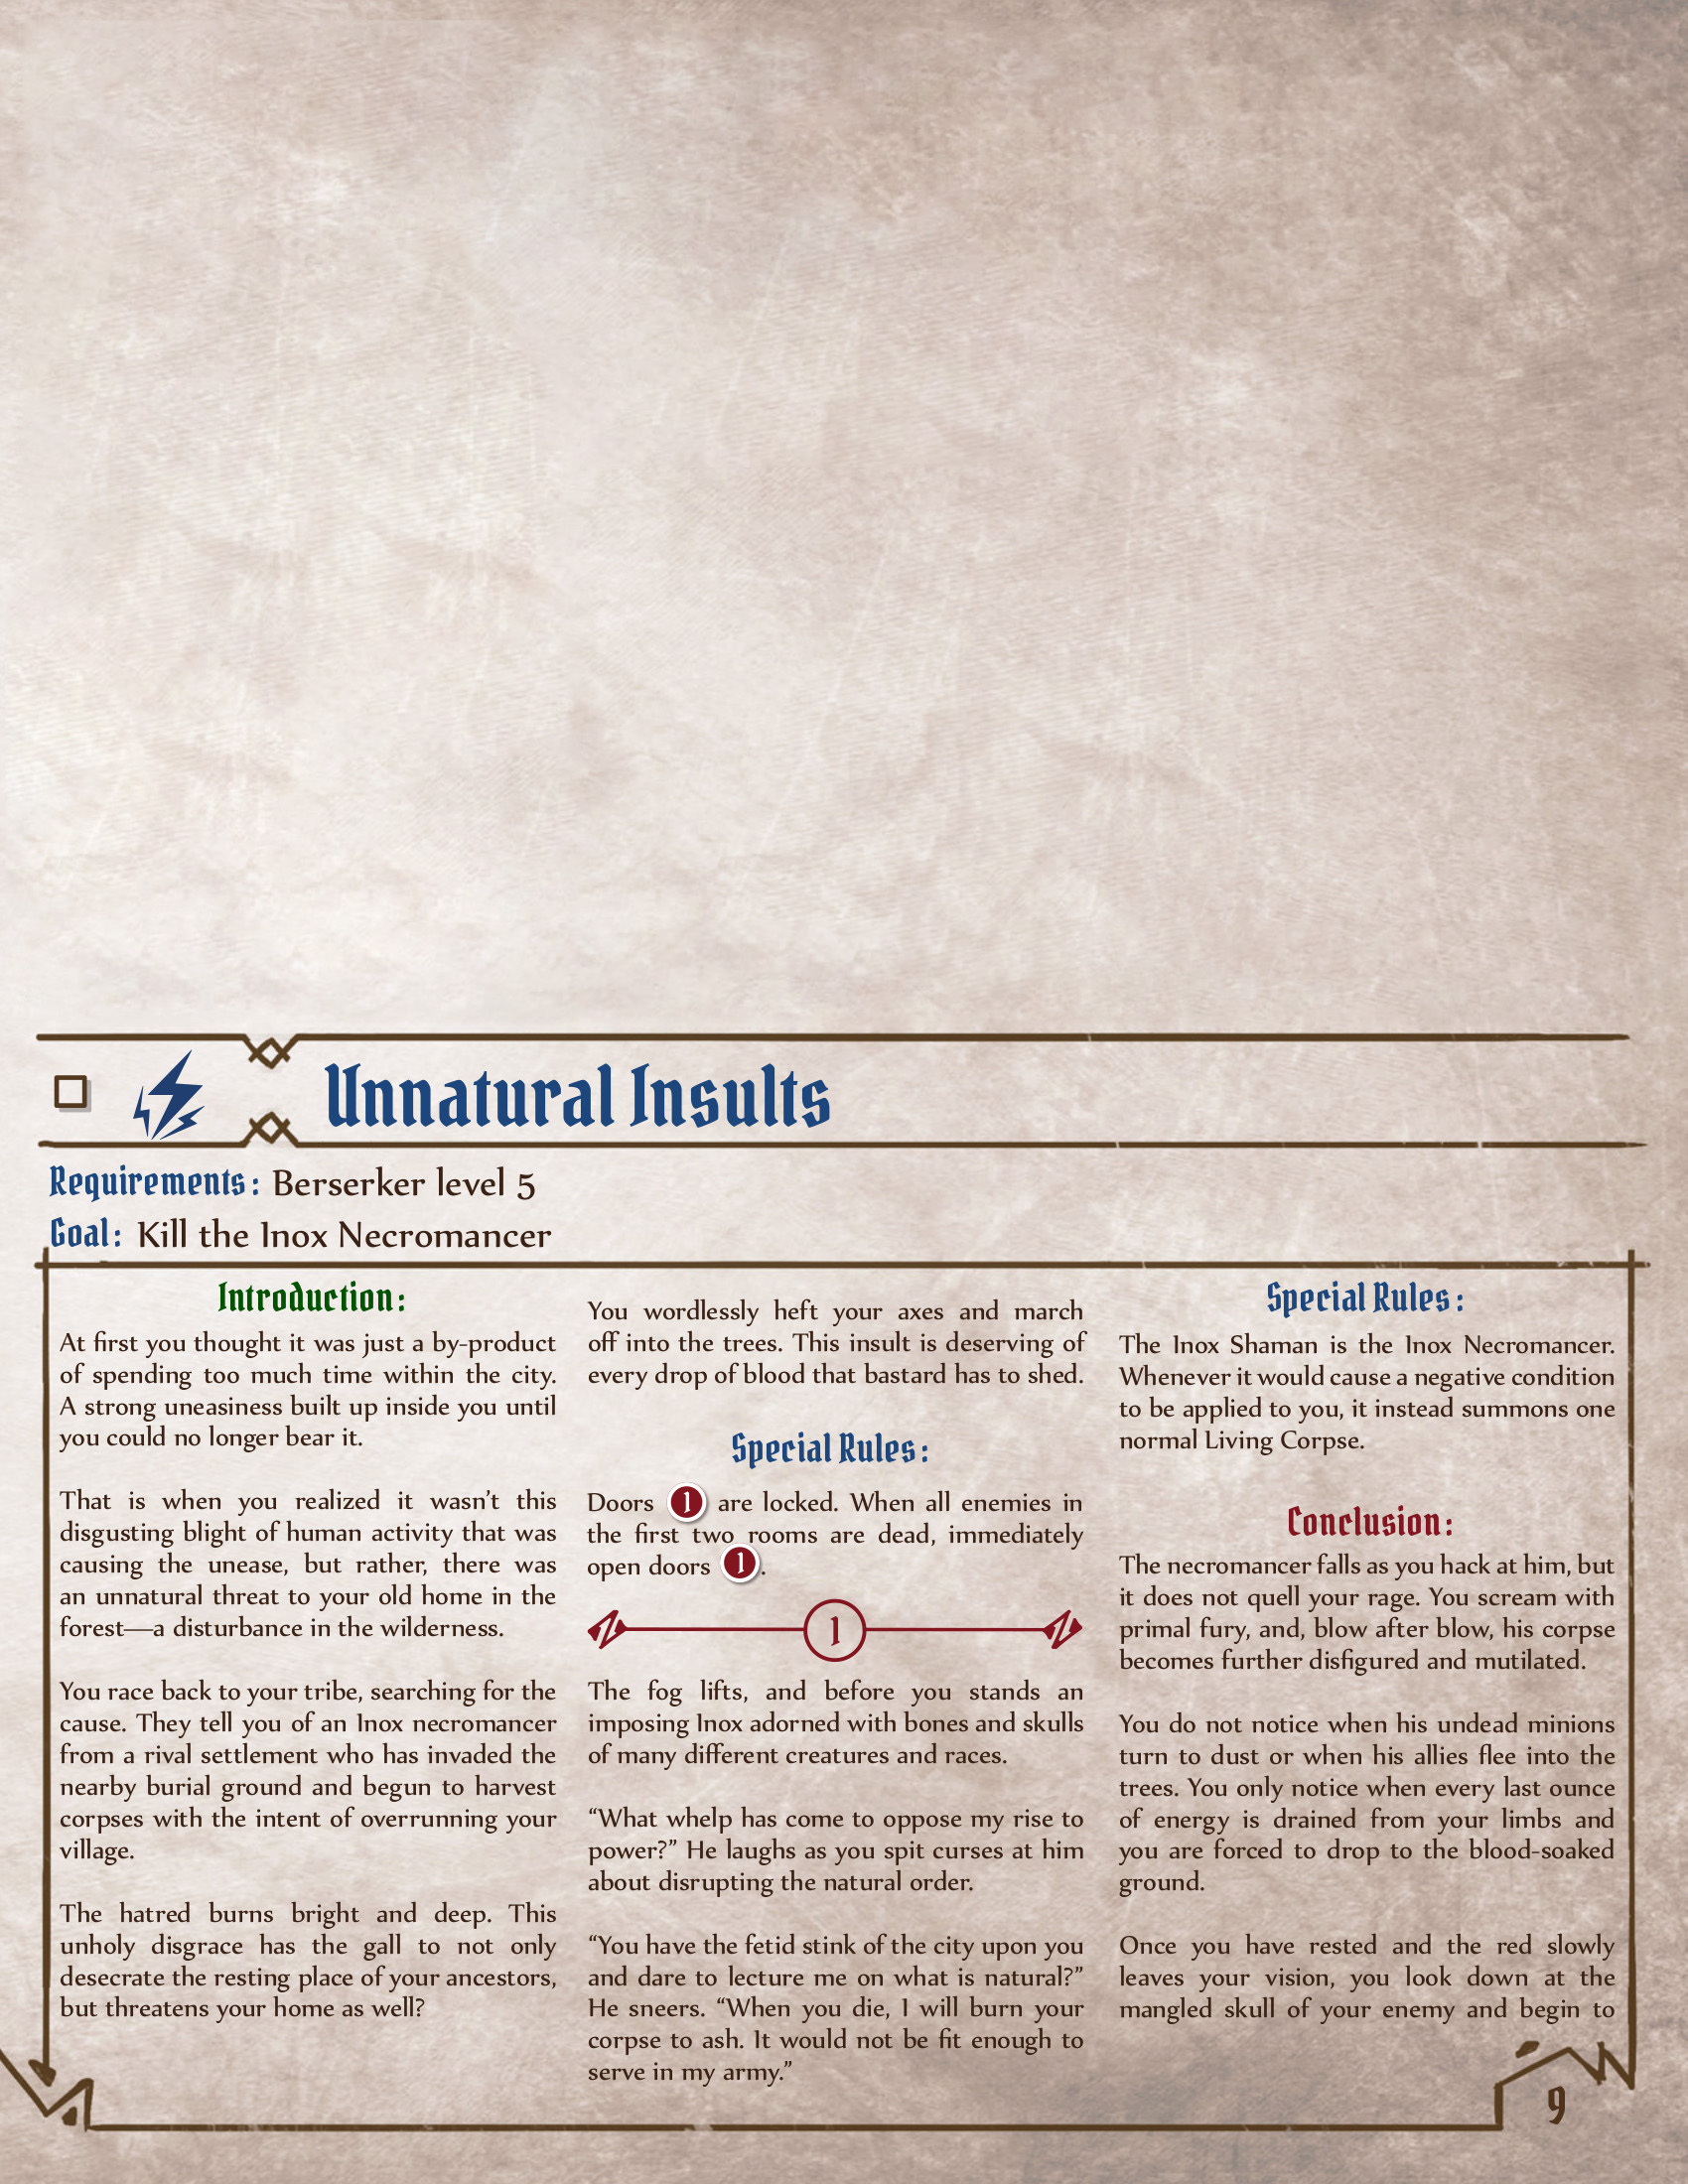 Unnatural Insults
Requirements: Berserker level 5
Goal: Kill the Inox Necromancer
Introduction:
At first you thought it was just a by-product
of spending too much time within the city.
A strong uneasiness built up inside you until
you could no longer bear it.
That is when you realized it wasn’t this
disgusting blight of human activity that was
causing the unease, but rather, there was
an unnatural threat to your old home in the
forest—a disturbance in the wilderness.
You race back to your tribe, searching for the
cause. They tell you of an Inox necromancer
from a rival settlement who has invaded the
nearby burial ground and begun to harvest
corpses with the intent of overrunning your
village.
The hatred burns bright and deep. This
unholy disgrace has the gall to not only
desecrate the resting place of your ancestors,
but threatens your home as well?
You wordlessly heft your axes and march
off into the trees. This insult is deserving of
every drop of blood that bastard has to shed.
Special Rules:
Doors 1 are locked. When all enemies in
the first two rooms are dead, immediately
open doors 1.
1
The fog lifts, and before you stands an
imposing Inox adorned with bones and skulls
of many different creatures and races.
“What whelp has come to oppose my rise to
power?” He laughs as you spit curses at him
about disrupting the natural order.
“You have the fetid stink of the city upon you
and dare to lecture me on what is natural?”
He sneers. “When you die, I will burn your
corpse to ash. It would not be fit enough to
serve in my army.”
Special Rules:
The Inox Shaman is the Inox Necromancer.
Whenever it would cause a negative condition
to be applied to you, it instead summons one
normal Living Corpse.
Conclusion:
The necromancer falls as you hack at him, but
it does not quell your rage. You scream with
primal fury, and, blow after blow, his corpse
becomes further disfigured and mutilated.
You do not notice when his undead minions
turn to dust or when his allies flee into the
trees. You only notice when every last ounce
of energy is drained from your limbs and
you are forced to drop to the blood-soaked
ground.
Once you have rested and the red slowly
leaves your vision, you look down at the
mangled skull of your enemy and begin to
9